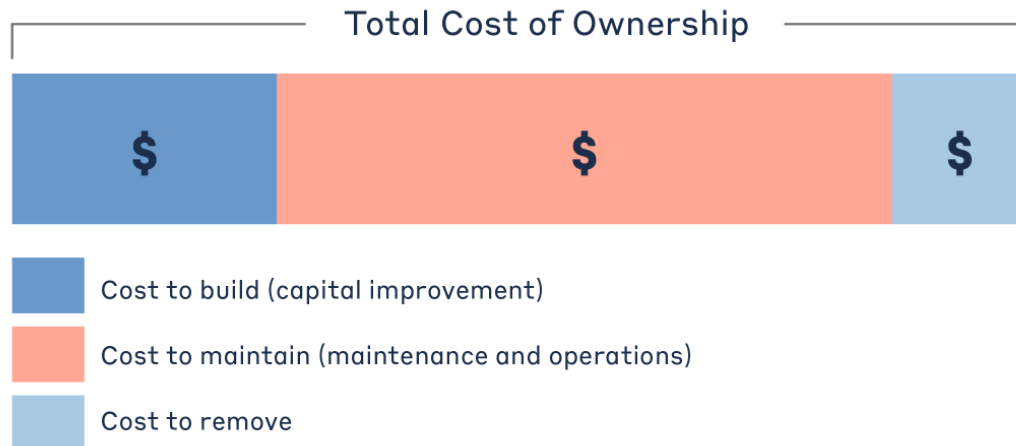 Total Cost of Ownership
$ $ $
Cost to build (capital improvement)
Cost to maintain (maintenance and operations)
Cost to remove